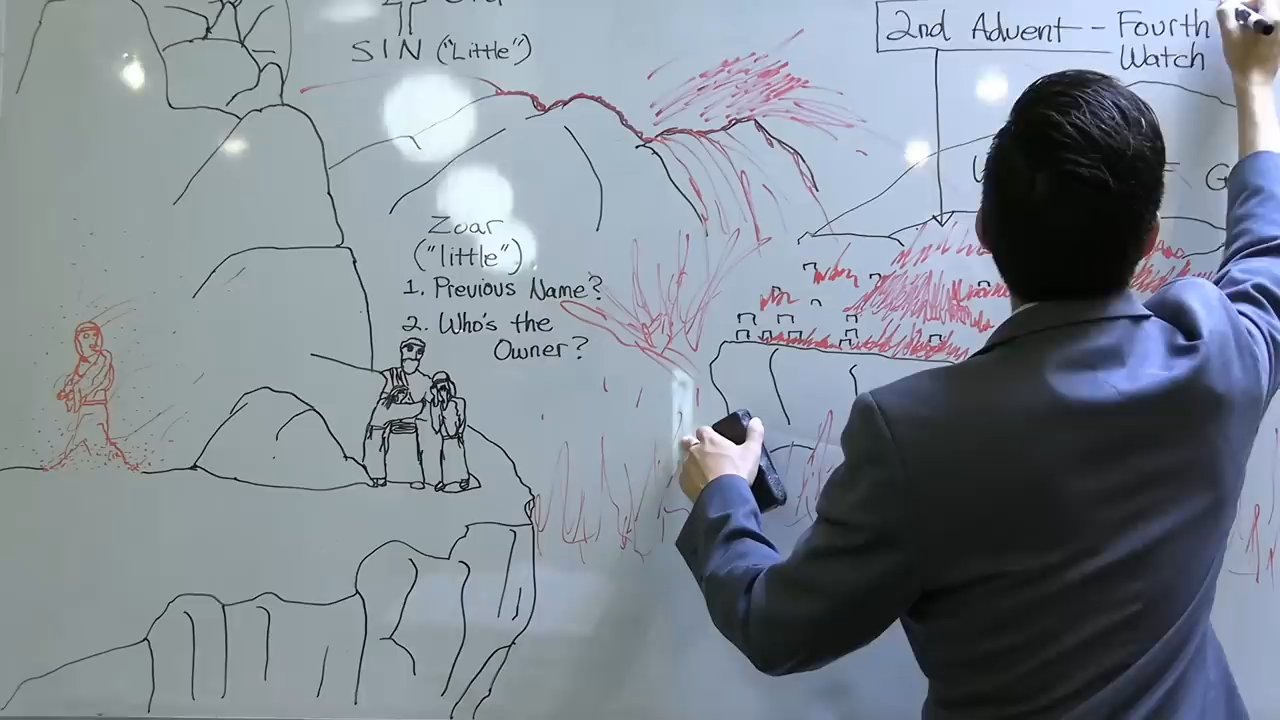 SIN ("Little")
2nd Advent - Fourth
Watch
Zoar
("little")
1. Previous Name?
2. Who's the
Owner?